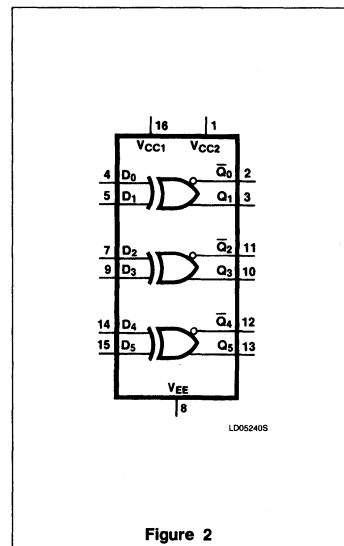 16 1
VCC1 VCC2
4 D0 Q̅0 2
5 D1 Q1 3
7 D2 Q̅2 11
9 D3 Q3 10
14 D4 Q̅4 12
15 D5 Q5 13
VEE
8
LD05240S
Figure 2